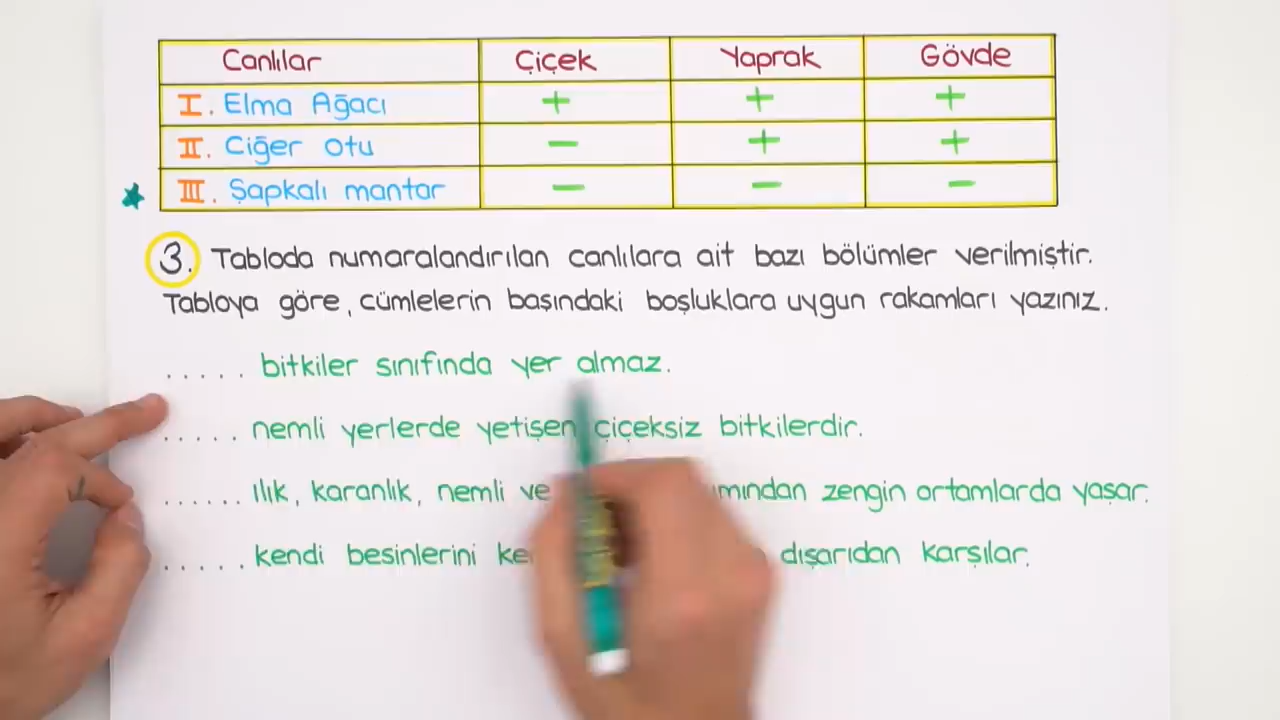 Canlılar Çiçek Yaprak Gövde
I. Elma Ağacı + + +
II. Ciğer otu - + +
III. Şapkalı mantar - - -
3. Tabloda numaralandırılan canlılara ait bazı bölümler verilmiştir.
Tabloya göre, cümlelerin başındaki boşluklara uygun rakamları yazınız.
..... bitkiler sınıfında yer almaz.
..... nemli yerlerde yetişen çiçeksiz bitkilerdir.
...... ılık, karanlık, nemli ve zengin ortamlarda yaşar.
..... kendi besinlerini dışarıdan karşılar.